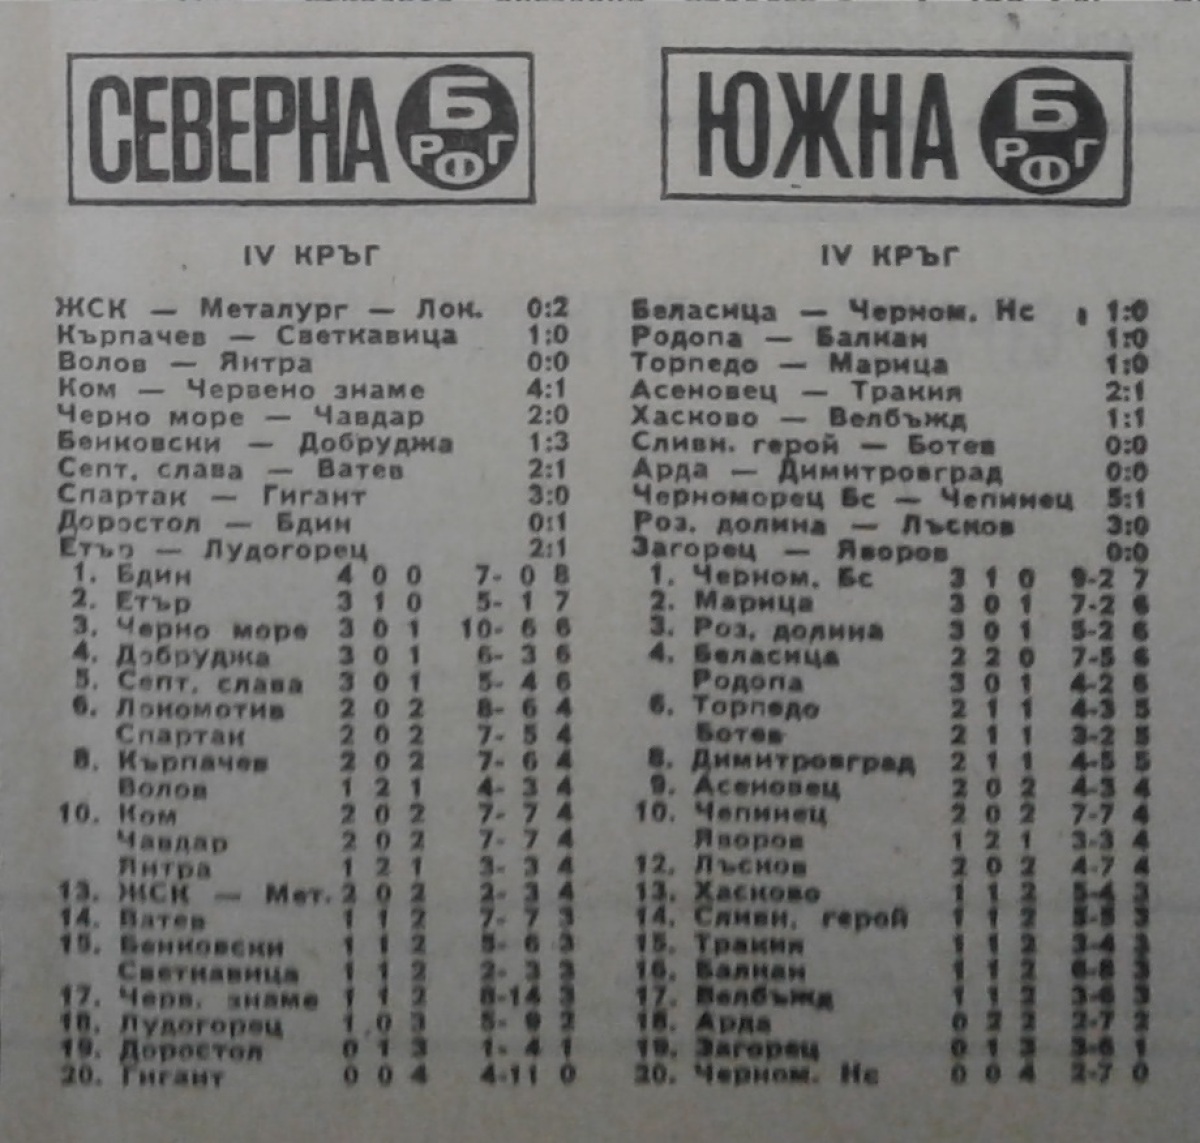 СЕВЕРНА Б РФГ
IV КРЪГ
ЖСК — Металург — Лок. 0:2
Кърпачев — Светкавица 1:0
Волов — Янтра 0:0
Ком — Червено знаме 4:1
Черно море — Чавдар 2:0
Бенковски — Добруджа 1:3
Септ. слава — Ватев 2:1
Спартак — Гигант 3:0
Доростол — Бдин 0:1
Етър — Лудогорец 2:1
1. Бдин 4 0 0 7- 0 8
2. Етър 3 1 0 5- 1 7
3. Черно море 3 0 1 10- 6 6
4. Добруджа 3 0 1 6- 3 6
5. Септ. слава 3 0 1 5- 4 6
6. Локомотив 2 0 2 8- 6 4
Спартак 2 0 2 7- 5 4
8. Кърпачев 2 0 2 7- 6 4
Волов 1 2 1 4- 3 4
10. Ком 2 0 2 7- 7 4
Чавдар 2 0 2 7- 7 4
Янтра 1 2 1 3- 3 4
13. ЖСК — Мет. 2 0 2 2- 3 4
14. Ватев 1 1 2 7- 7 3
15. Бенковски 1 1 2 5- 6 3
Светкавица 1 1 2 2- 3 3
17. Черв. знаме 1 1 2 8-14 3
18. Лудогорец 1 0 3 5- 9 2
19. Доростол 0 1 3 1- 4 1
20. Гигант 0 0 4 4-11 0
ЮЖНА Б РФГ
IV КРЪГ
Беласица — Черном. Нс 1:0
Родопа — Балкан 1:0
Торпедо — Марица 1:0
Асеновец — Тракия 2:1
Хасково — Велбъжд 1:1
Сливн. герой — Ботев 0:0
Арда — Димитровград 0:0
Черноморец Бс — Чепинец 5:1
Роз. долина — Лъсков 3:0
Загорец — Яворов 0:0
1. Черном. Бс 3 1 0 9-2 7
2. Марица 3 0 1 7-2 6
3. Роз. долина 3 0 1 5-2 6
4. Беласица 2 2 0 7-5 6
Родопа 3 0 1 4-2 6
6. Торпедо 2 1 1 4-3 5
Ботев 2 1 1 3-2 5
8. Димитровград 2 1 1 4-5 5
9. Асеновец 2 0 2 4-3 4
10. Чепинец 2 0 2 7-7 4
Яворов 1 2 1 3-3 4
12. Лъсков 2 0 2 4-7 4
13. Хасково 1 1 2 5-4 3
14. Сливн. герой 1 1 2 5-5 3
15. Тракия 1 1 2 3-4 3
16. Балкан 1 1 2 6-8 3
17. Велбъжд 1 1 2 3-6 3
18. Арда 0 2 2 2-7 2
19. Загорец 0 1 3 3-6 1
20. Черном. Нс 0 0 4 2-7 0